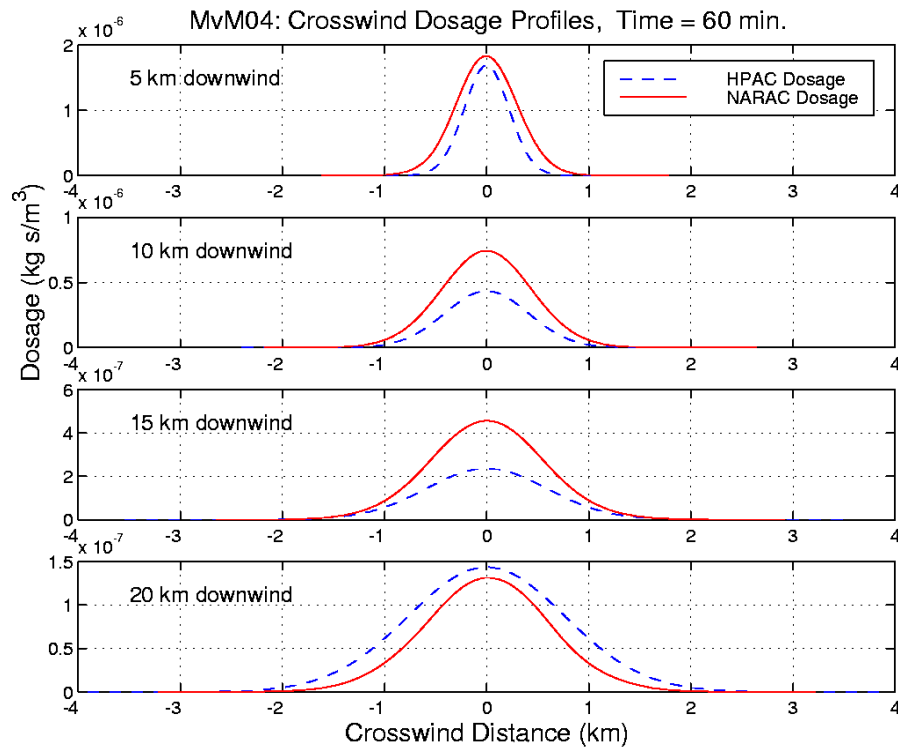 MvM04: Crosswind Dosage Profiles, Time = 60 min.
2 x 10^-6
5 km downwind
HPAC Dosage
NARAC Dosage
1
0
-4 -3 -2 -1 0 1 2 3 4
1 x 10^-6
10 km downwind
0.5
0
-4 -3 -2 -1 0 1 2 3 4
6 x 10^-7
15 km downwind
4
2
0
-4 -3 -2 -1 0 1 2 3 4
1.5 x 10^-7
20 km downwind
1
0.5
0
-4 -3 -2 -1 0 1 2 3 4
Dosage (kg s/m^3)
Crosswind Distance (km)